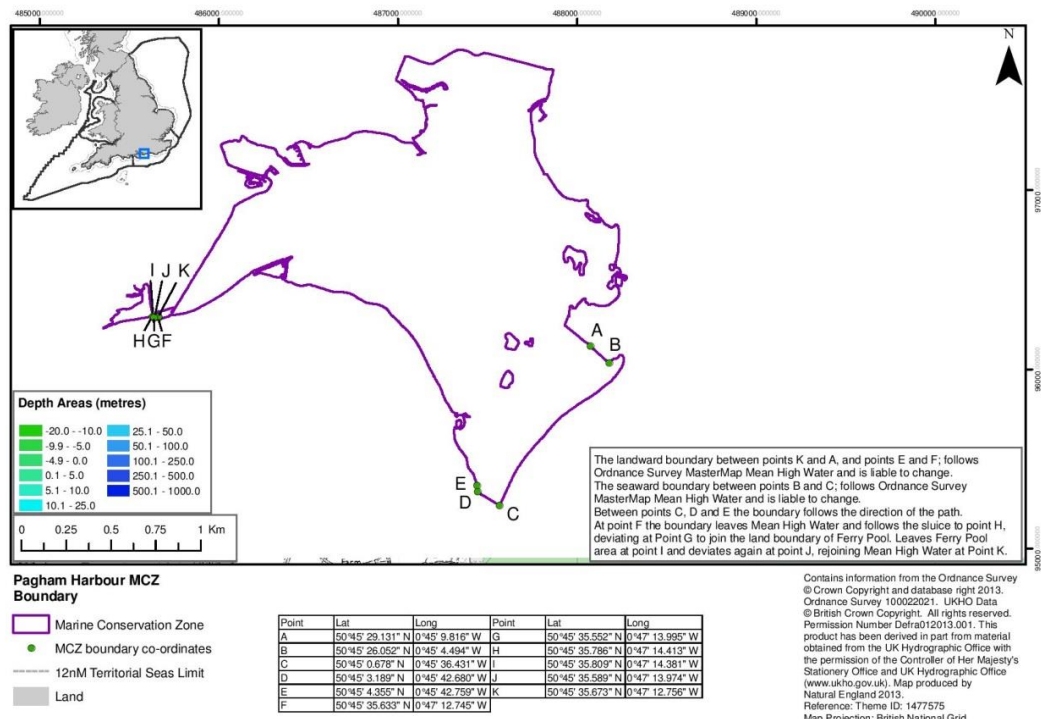 485000 486000 487000 488000 489000 490000
N
97000
96000
95000
I J K
H G F
A
B
E
D
C
Depth Areas (metres)
-20.0 - -10.0 25.1 - 50.0
-9.9 - -5.0 50.1 - 100.0
-4.9 - 0.0 100.1 - 250.0
0.1 - 5.0 250.1 - 500.0
5.1 - 10.0 500.1 - 1000.0
10.1 - 25.0
0 0.25 0.5 0.75 1 Km
The landward boundary between points K and A, and points E and F; follows
Ordnance Survey MasterMap Mean High Water and is liable to change.
The seaward boundary between points B and C; follows Ordnance Survey
MasterMap Mean High Water and is liable to change.
Between points C, D and E the boundary follows the direction of the path.
At point F the boundary leaves Mean High Water and follows the sluice to point H,
deviating at Point G to join the land boundary of Ferry Pool. Leaves Ferry Pool
area at point I and deviates again at point J, rejoining Mean High Water at Point K.
Pagham Harbour MCZ
Boundary
Marine Conservation Zone
MCZ boundary co-ordinates
12nM Territorial Seas Limit
Land
Point Lat Long Point Lat Long
A 50°45' 29.131" N 0°45' 9.816" W G 50°45' 35.552" N 0°47' 13.995" W
B 50°45' 26.052" N 0°45' 4.494" W H 50°45' 35.786" N 0°47' 14.413" W
C 50°45' 0.678" N 0°45' 36.431" W I 50°45' 35.809" N 0°47' 14.381" W
D 50°45' 3.189" N 0°45' 42.680" W J 50°45' 35.589" N 0°47' 13.974" W
E 50°45' 4.355" N 0°45' 42.759" W K 50°45' 35.673" N 0°47' 12.756" W
F 50°45' 35.633" N 0°47' 12.745" W
Contains information from the Ordnance Survey
© Crown Copyright and database right 2013.
Ordnance Survey 100022021. UKHO Data
© British Crown Copyright. All rights reserved.
Permission Number Defra012013.001. This
product has been derived in part from material
obtained from the UK Hydrographic Office with
the permission of the Controller of Her Majesty's
Stationery Office and UK Hydrographic Office
(www.ukho.gov.uk). Map produced by
Natural England 2013.
Reference: Theme ID: 1477575
Map Projection: British National Grid